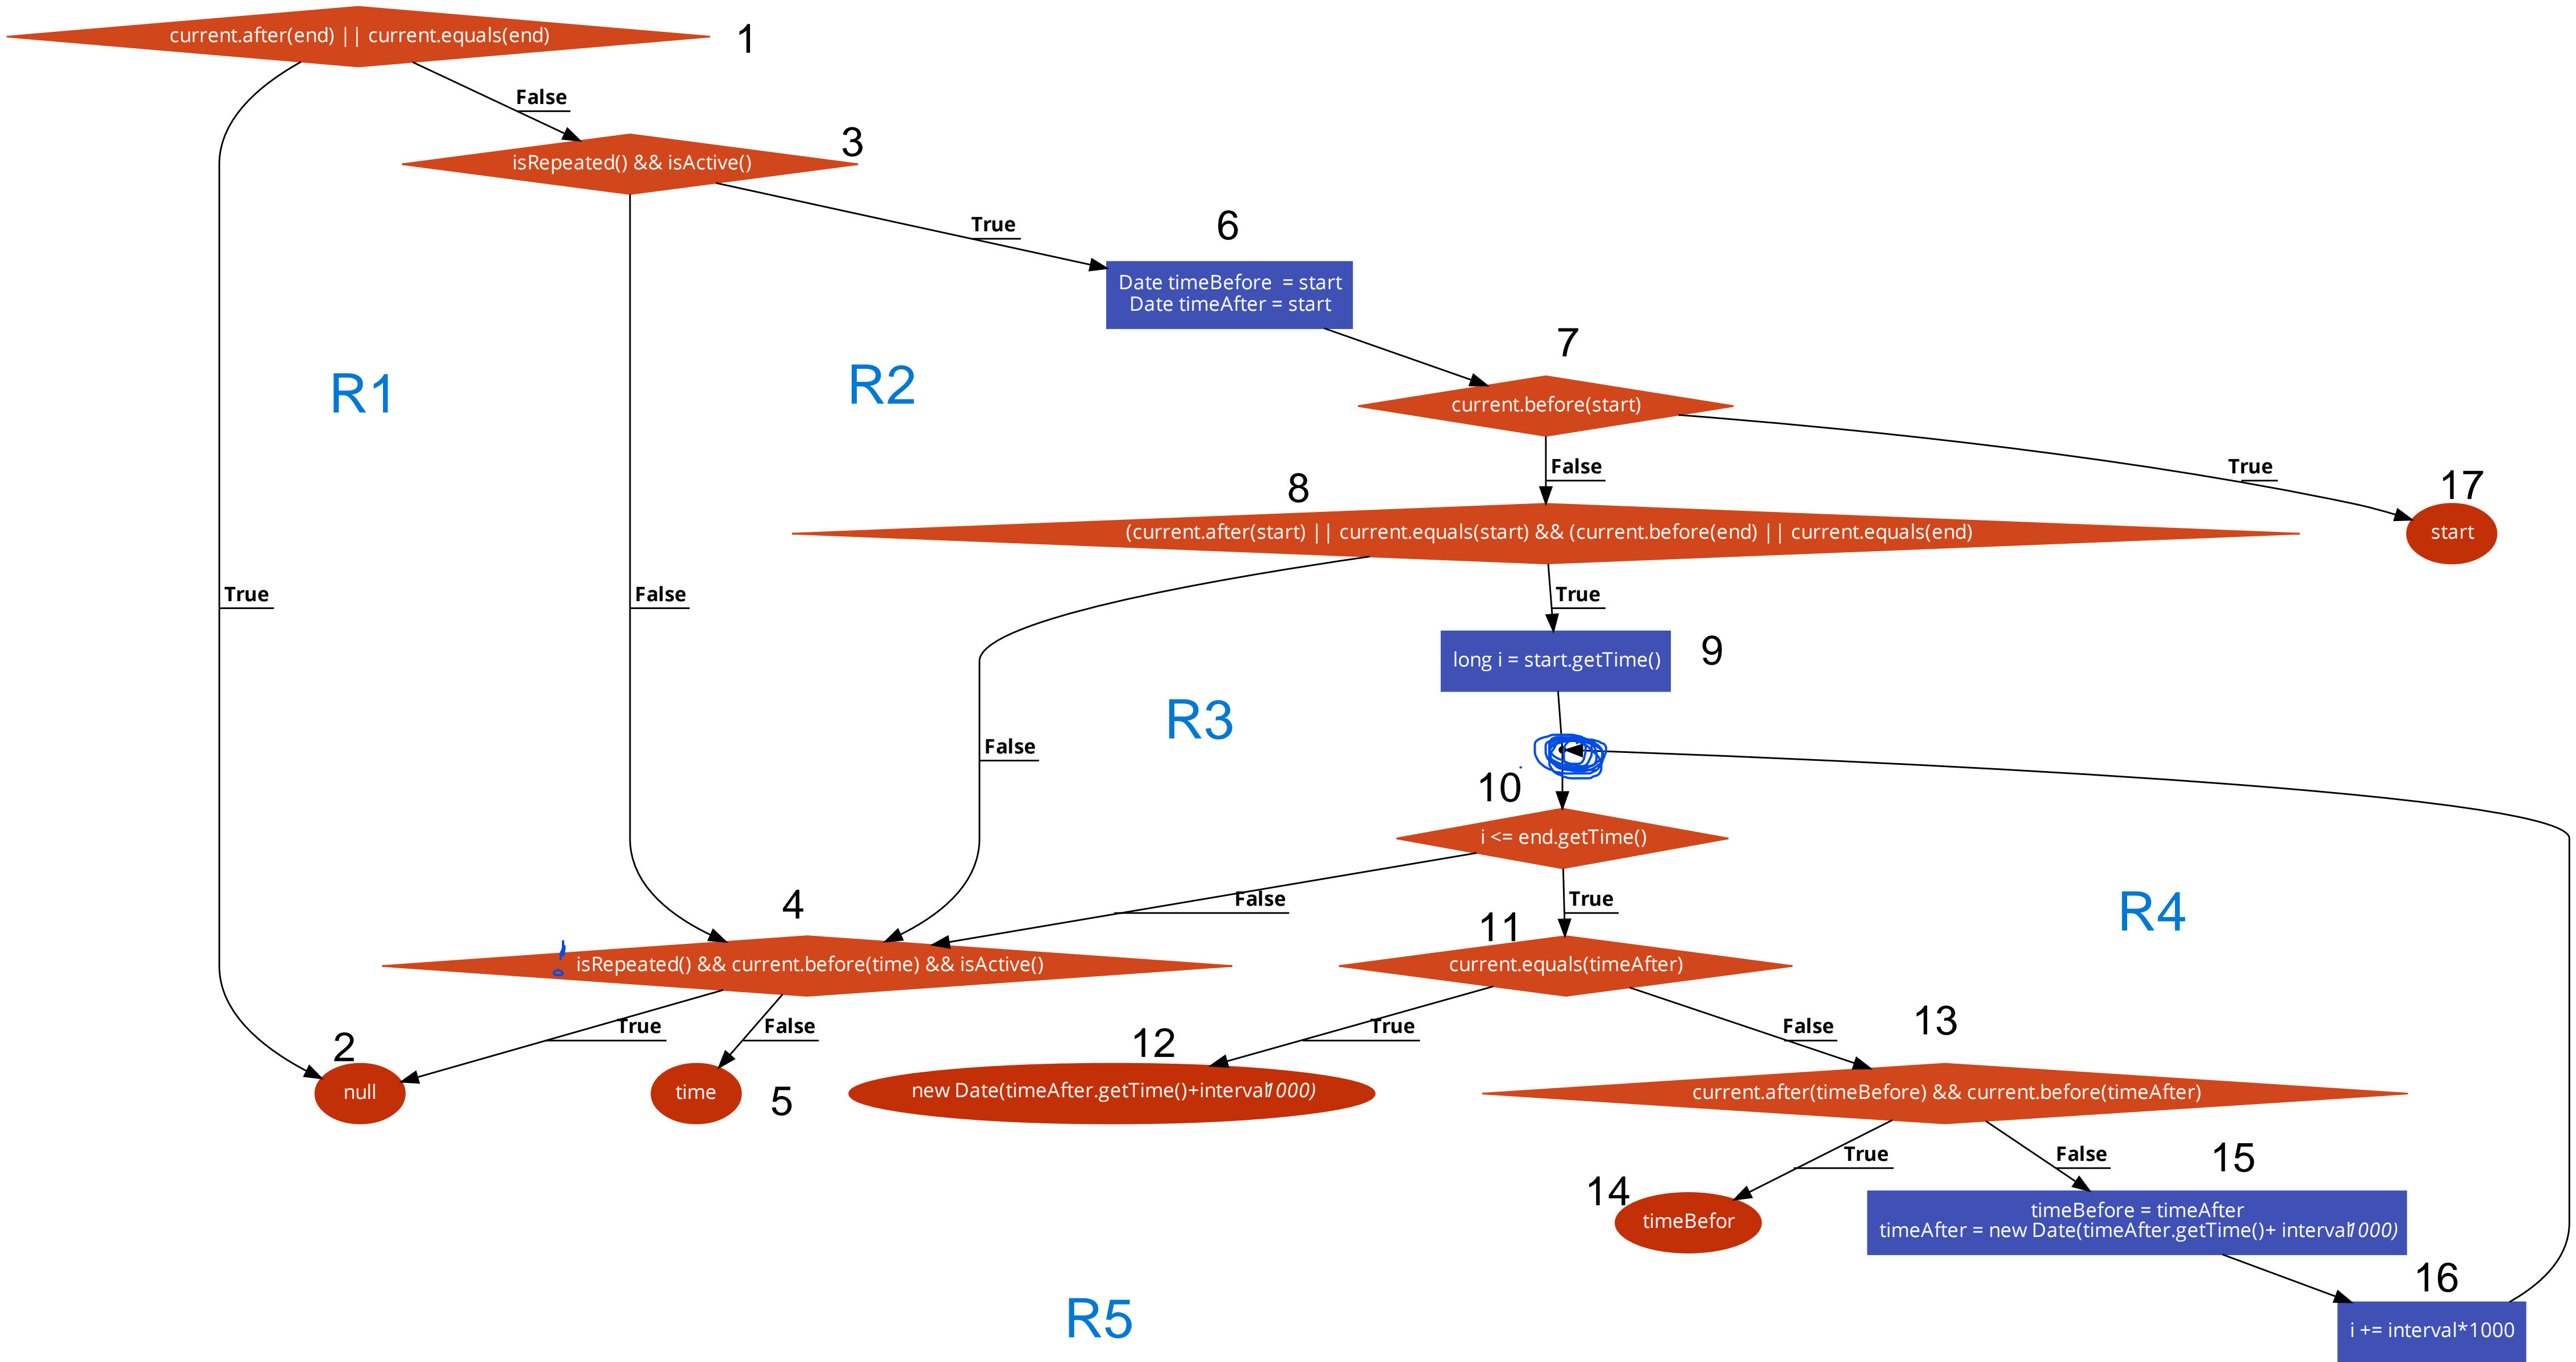 current.after(end) || current.equals(end)
1
False
isRepeated() && isActive()
3
True
6
Date timeBefore  = start
Date timeAfter = start
R1
R2
7
current.before(start)
False
True
17
start
8
(current.after(start) || current.equals(start) && (current.before(end) || current.equals(end)
True
False
True
long i = start.getTime()
9
R3
False
10
i <= end.getTime()
False
True
R4
4
! isRepeated() && current.before(time) && isActive()
11
current.equals(timeAfter)
True
False
True
False
2
null
time
5
12
new Date(timeAfter.getTime()+interval1000)
13
current.after(timeBefore) && current.before(timeAfter)
True
False
14
timeBefor
15
timeBefore = timeAfter
timeAfter = new Date(timeAfter.getTime()+ interval1000)
16
i += interval*1000
R5